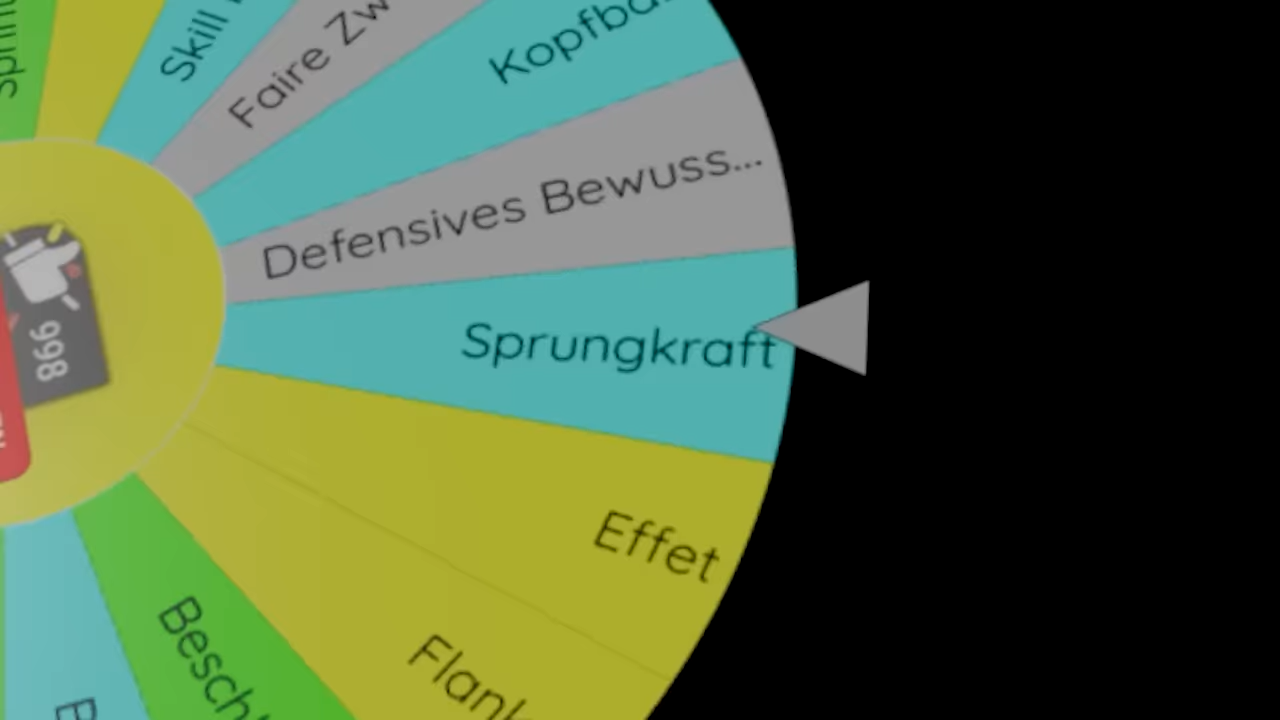 Skill
Faire Zw
Kopfba
Defensives Bewuss...
Sprungkraft
Effet
Flank
Besch
998